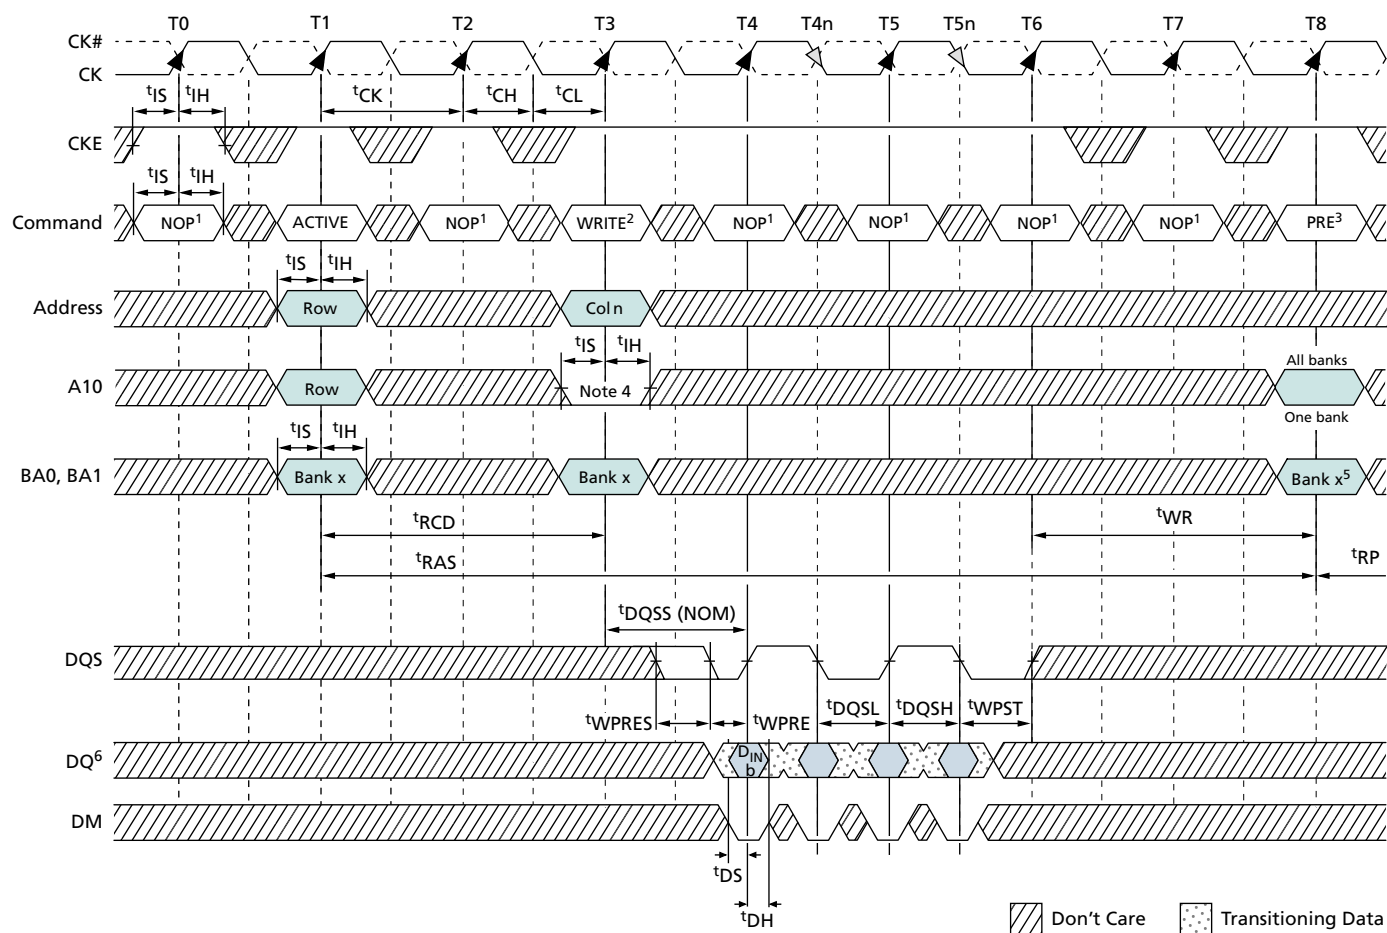 T0 T1 T2 T3 T4 T4n T5 T5n T6 T7 T8
CK#
CK
tIS tIH tCK tCH tCL
CKE
tIS tIH
Command NOP1 ACTIVE NOP1 WRITE2 NOP1 NOP1 NOP1 NOP1 PRE3
tIS tIH
Address Row Col n
tIS tIH
All banks
A10 Row Note 4
One bank
tIS tIH
BA0, BA1 Bank x Bank x Bank x5
tRCD tWR
tRAS tRP
tDQSS (NOM)
DQS
tDQSL tDQSH tWPST
tWPRES tWPRE
DQ6 DIN
b
DM
tDS
tDH
Don't Care Transitioning Data